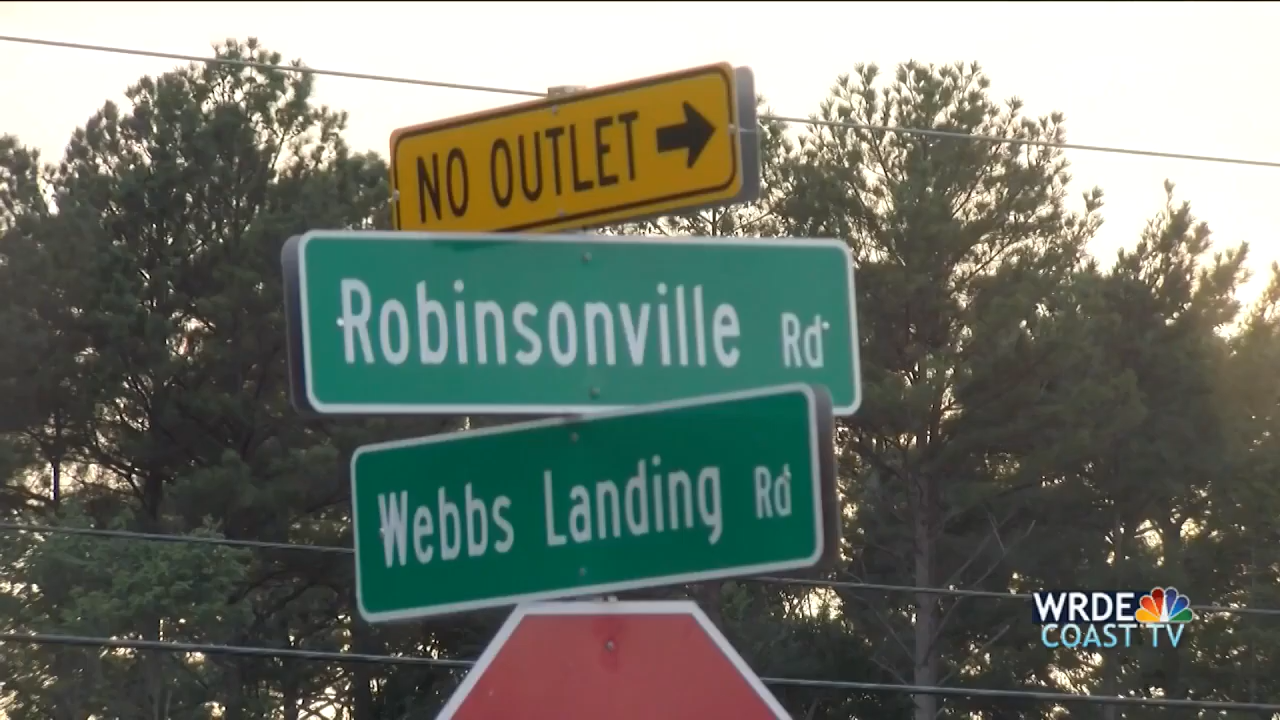 NO OUTLET
Robinsonville Rd
Webbs Landing Rd
WRDE
COAST TV